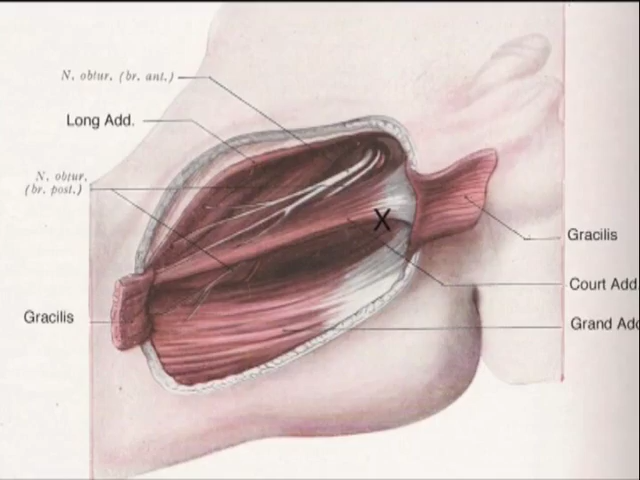 N. obtur. (br. ant.)
Long Add.
N. obtur.
(br. post.)
X
Gracilis
Court Add
Gracilis
Grand Add